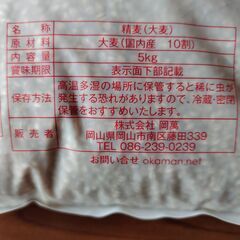 名称 精麦(大麦)
原材料 大麦(国内産 10割)
内容量 5kg
賞味期限 表示面下部記載
保存方法 高温多湿の場所に保管すると稀に虫が
発生する恐れがありますので、冷蔵・密閉
保管をおすすめいたします。
販売者 株式会社 岡萬
岡山県岡山市南区藤田339
TEL 086-239-0239
お問い合せ okaman.net